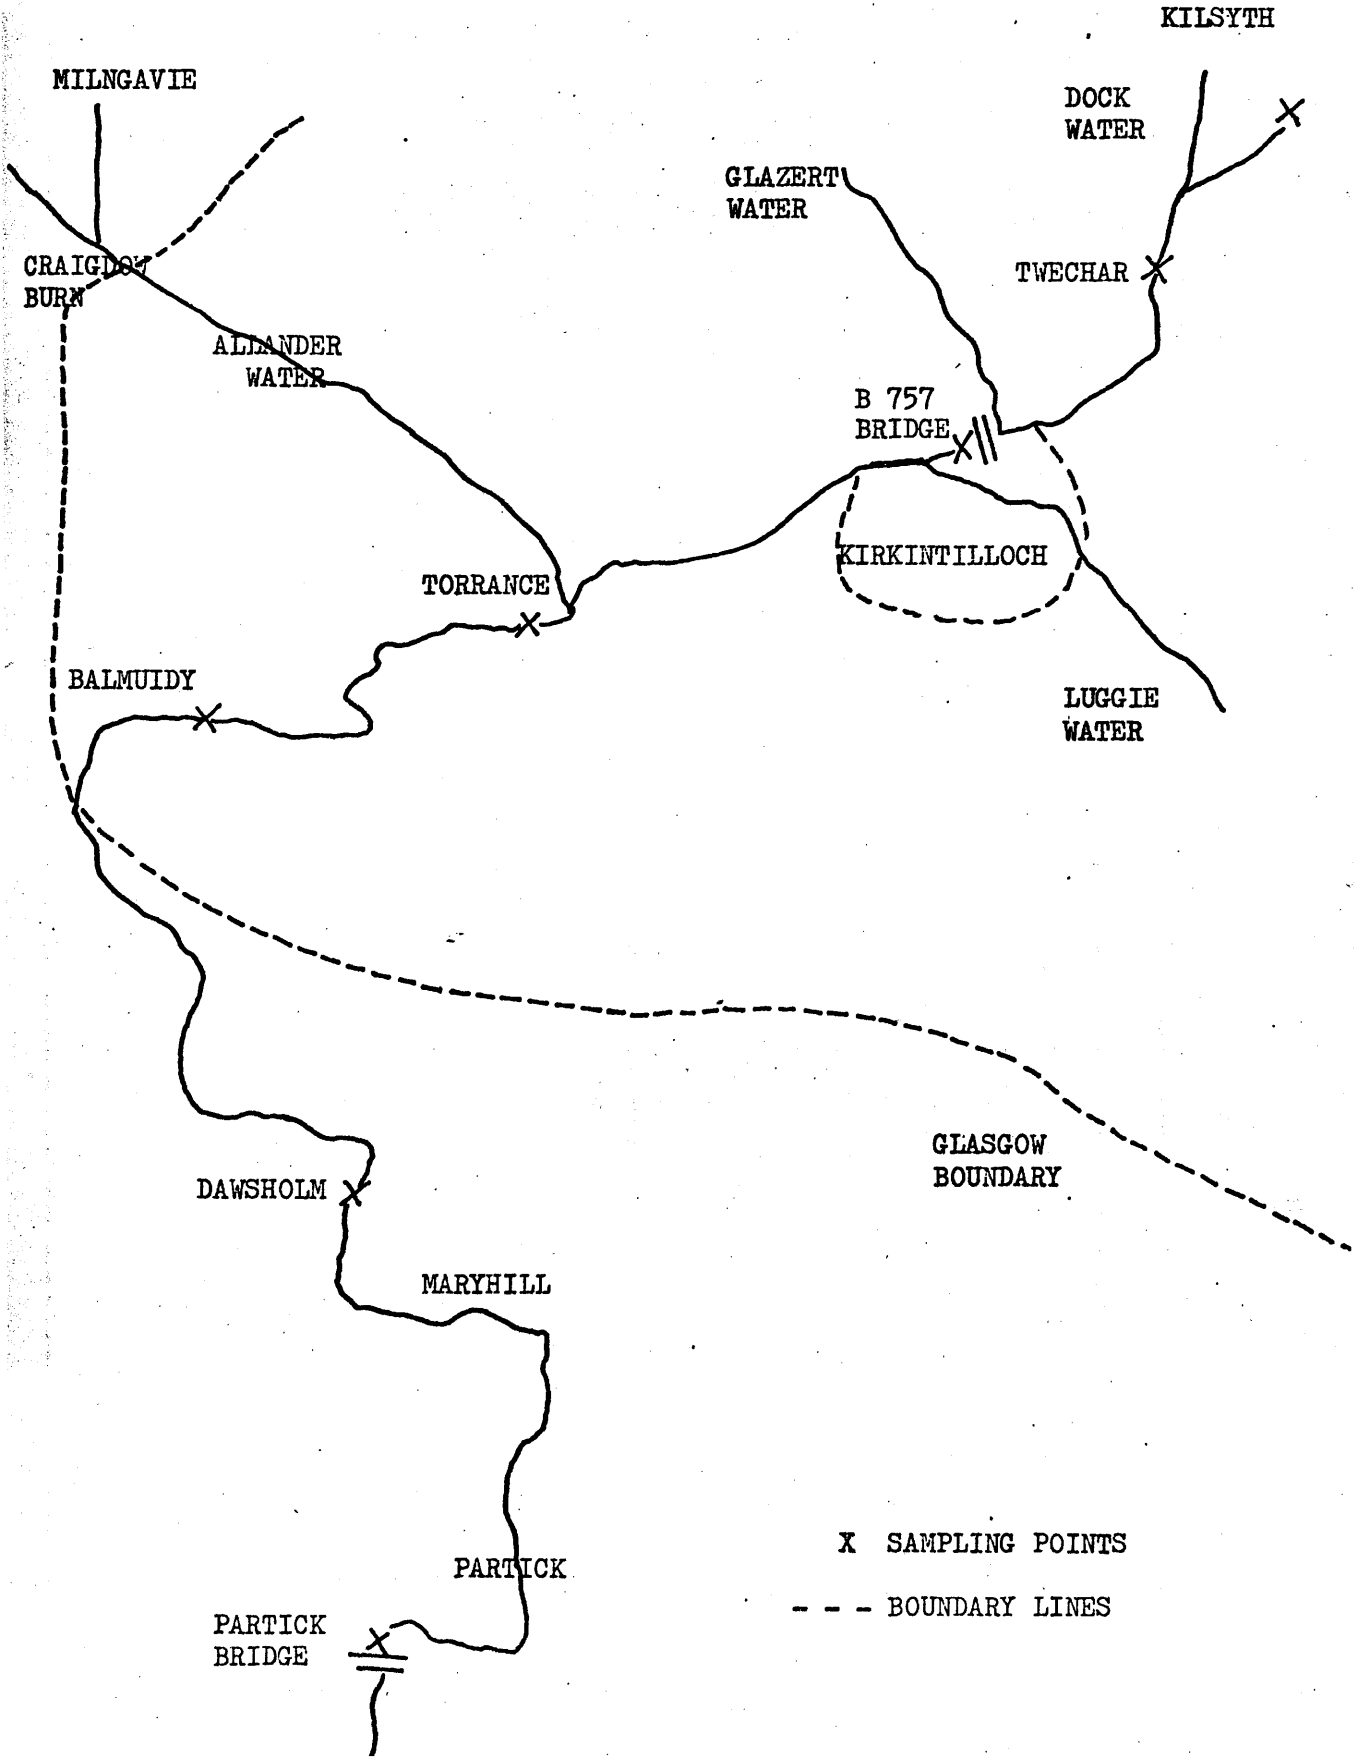 KILSYTH
MILNGAVIE
DOCK
WATER
GLAZERT
WATER
CRAIGDOW
BURN
TWECHAR
ALLANDER
WATER
B 757
BRIDGE
KIRKINTILLOCH
TORRANCE
BALMUIDY
LUGGIE
WATER
GLASGOW
BOUNDARY
DAWSHOLM
MARYHILL
X SAMPLING POINTS
PARTICK
- - - BOUNDARY LINES
PARTICK
BRIDGE